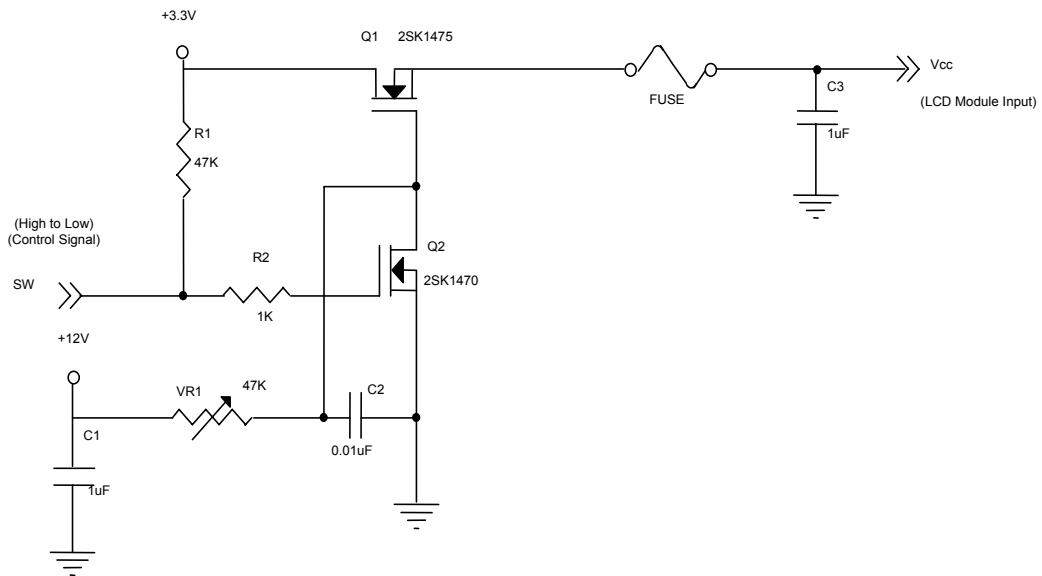 +3.3V
Q1 2SK1475
Vcc
C3
FUSE
(LCD Module Input)
1uF
R1
47K
(High to Low)
(Control Signal)
Q2
R2
SW
2SK1470
1K
+12V
VR1
47K
C2
C1
0.01uF
1uF